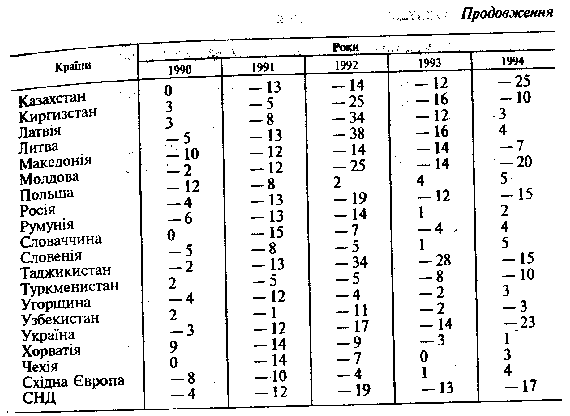 Продовження
Країни Роки
1990 1991 1992 1993 1994
Казахстан 0 –13 –14 –12 –25
Киргизстан 3 –5 –25 –16 –10
Латвія 3 –8 –34 –12 3
Литва –5 –13 –38 –16 4
Македонія –10 –12 –14 –14 –7
Молдова –2 –12 –25 –14 –20
Польща –12 –8 2 4 5
Росія –4 –13 –19 –12 –15
Румунія –6 –13 –14 1 2
Словаччина 0 –15 –7 –4 4
Словенія –5 –8 –5 1 5
Таджикистан –2 –13 –34 –28 –15
Туркменистан 2 –5 –5 –8 –10
Угорщина –4 –12 –4 –2 3
Узбекистан 2 –1 –11 –2 –3
Україна –3 –12 –17 –14 –23
Хорватія 9 –14 –9 –3 1
Чехія 0 –14 –7 0 3
Східна Європа –8 –10 –4 1 4
СНД –4 –12 –19 –13 –17